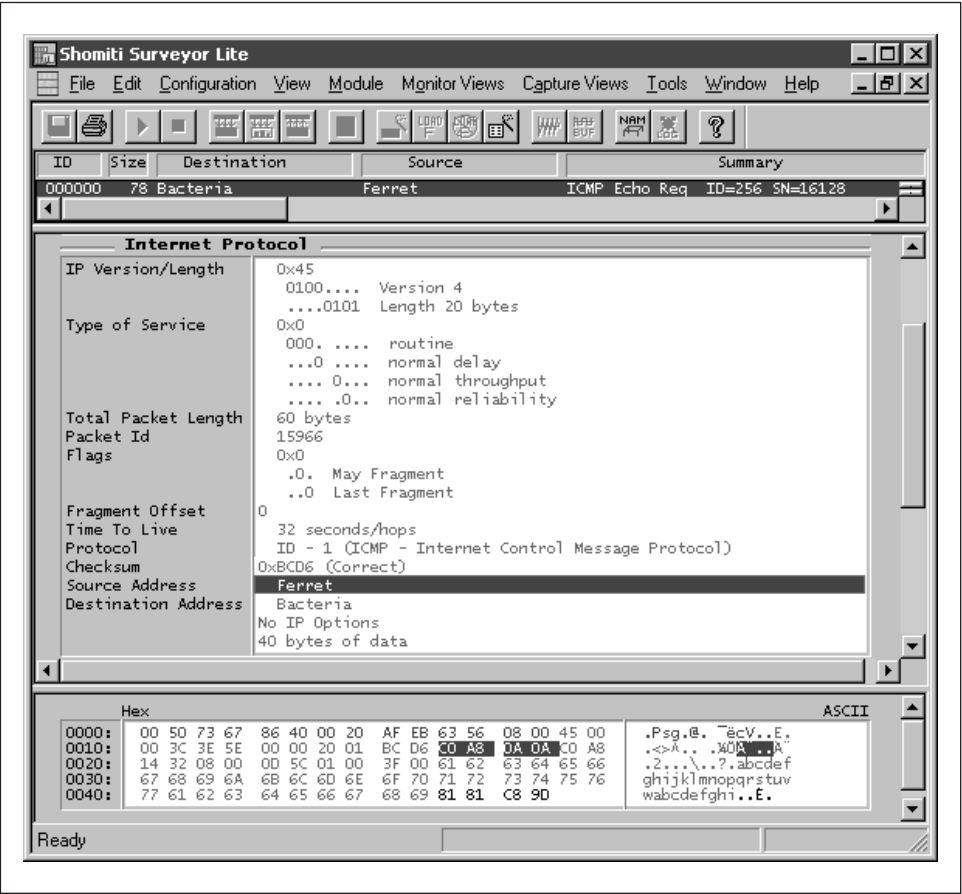 Shomiti Surveyor Lite
File Edit Configuration View Module Monitor Views Capture Views Tools Window Help
LOAD NAM BUF LOG
ID Size Destination Source Summary
000000 78 Bacteria Ferret ICMP Echo Req ID=256 SN=16128
Internet Protocol
IP Version/Length 0x45
0100.... Version 4
....0101 Length 20 bytes
Type of Service 0x0
000. .... routine
...0 .... normal delay
.... 0... normal throughput
.... .0.. normal reliability
Total Packet Length 60 bytes
Packet Id 15966
Flags 0x0
.0. May Fragment
..0 Last Fragment
Fragment Offset 0
Time To Live 32 seconds/hops
Protocol ID - 1 (ICMP - Internet Control Message Protocol)
Checksum 0xBCD6 (Correct)
Source Address Ferret
Destination Address Bacteria
No IP Options
40 bytes of data
Hex ASCII
0000: 00 50 73 67 86 40 00 20 AF EB 63 56 08 00 45 00 .Psg.@. ¯ëcV..E.
0010: 00 3C 3E 5E 00 00 20 01 BC D6 C0 A8 0A 0A C0 A8
0020: 14 32 08 00 0D 5C 01 00 3F 00 61 62 63 64 65 66 .2...\..?.abcdef
0030: 67 68 69 6A 6B 6C 6D 6E 6F 70 71 72 73 74 75 76 ghijklmnopqrstuv
0040: 77 61 62 63 64 65 66 67 68 69 81 81 C8 9D wabcdefghi..È.
Ready